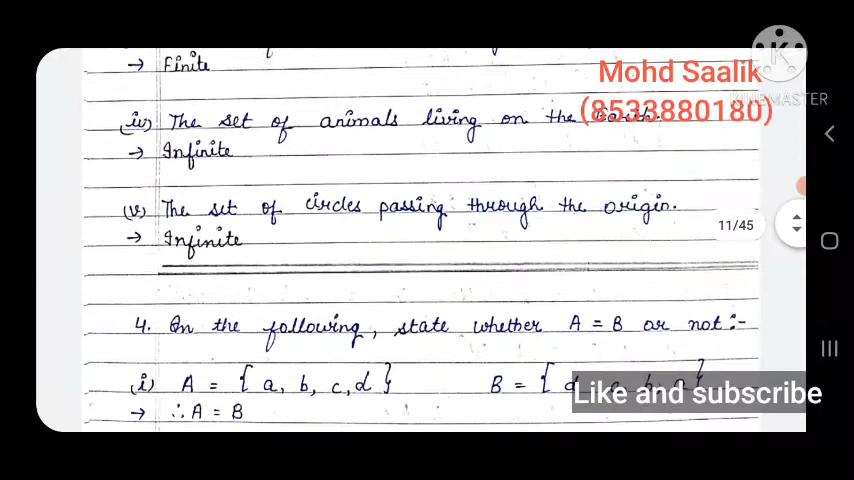 → Finite
Mohd Saalik
(8533880180)
KINEMASTER
(iv) The set of animals living on the Earth.
→ Infinite
(v) The set of circles passing through the origin.
→ Infinite
11/45
4. In the following, state whether A = B or not :-
(i) A = { a, b, c, d } B = { d, c, b, a }
Like and subscribe
→ ∴ A = B